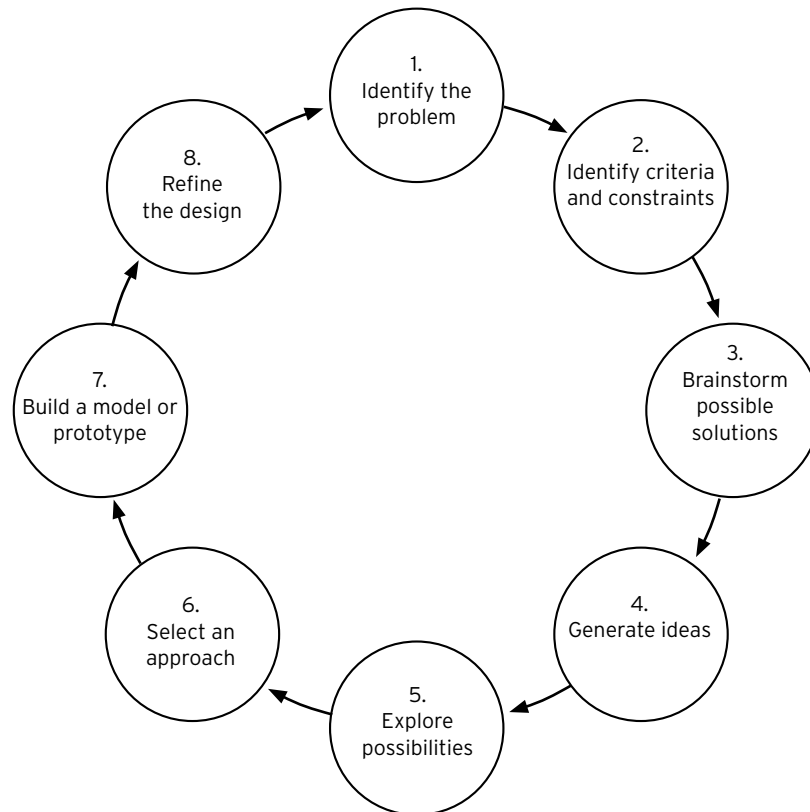 1.
Identify the
problem
2.
Identify criteria
and constraints
3.
Brainstorm
possible
solutions
4.
Generate ideas
5.
Explore
possibilities
6.
Select an
approach
7.
Build a model or
prototype
8.
Refine
the design